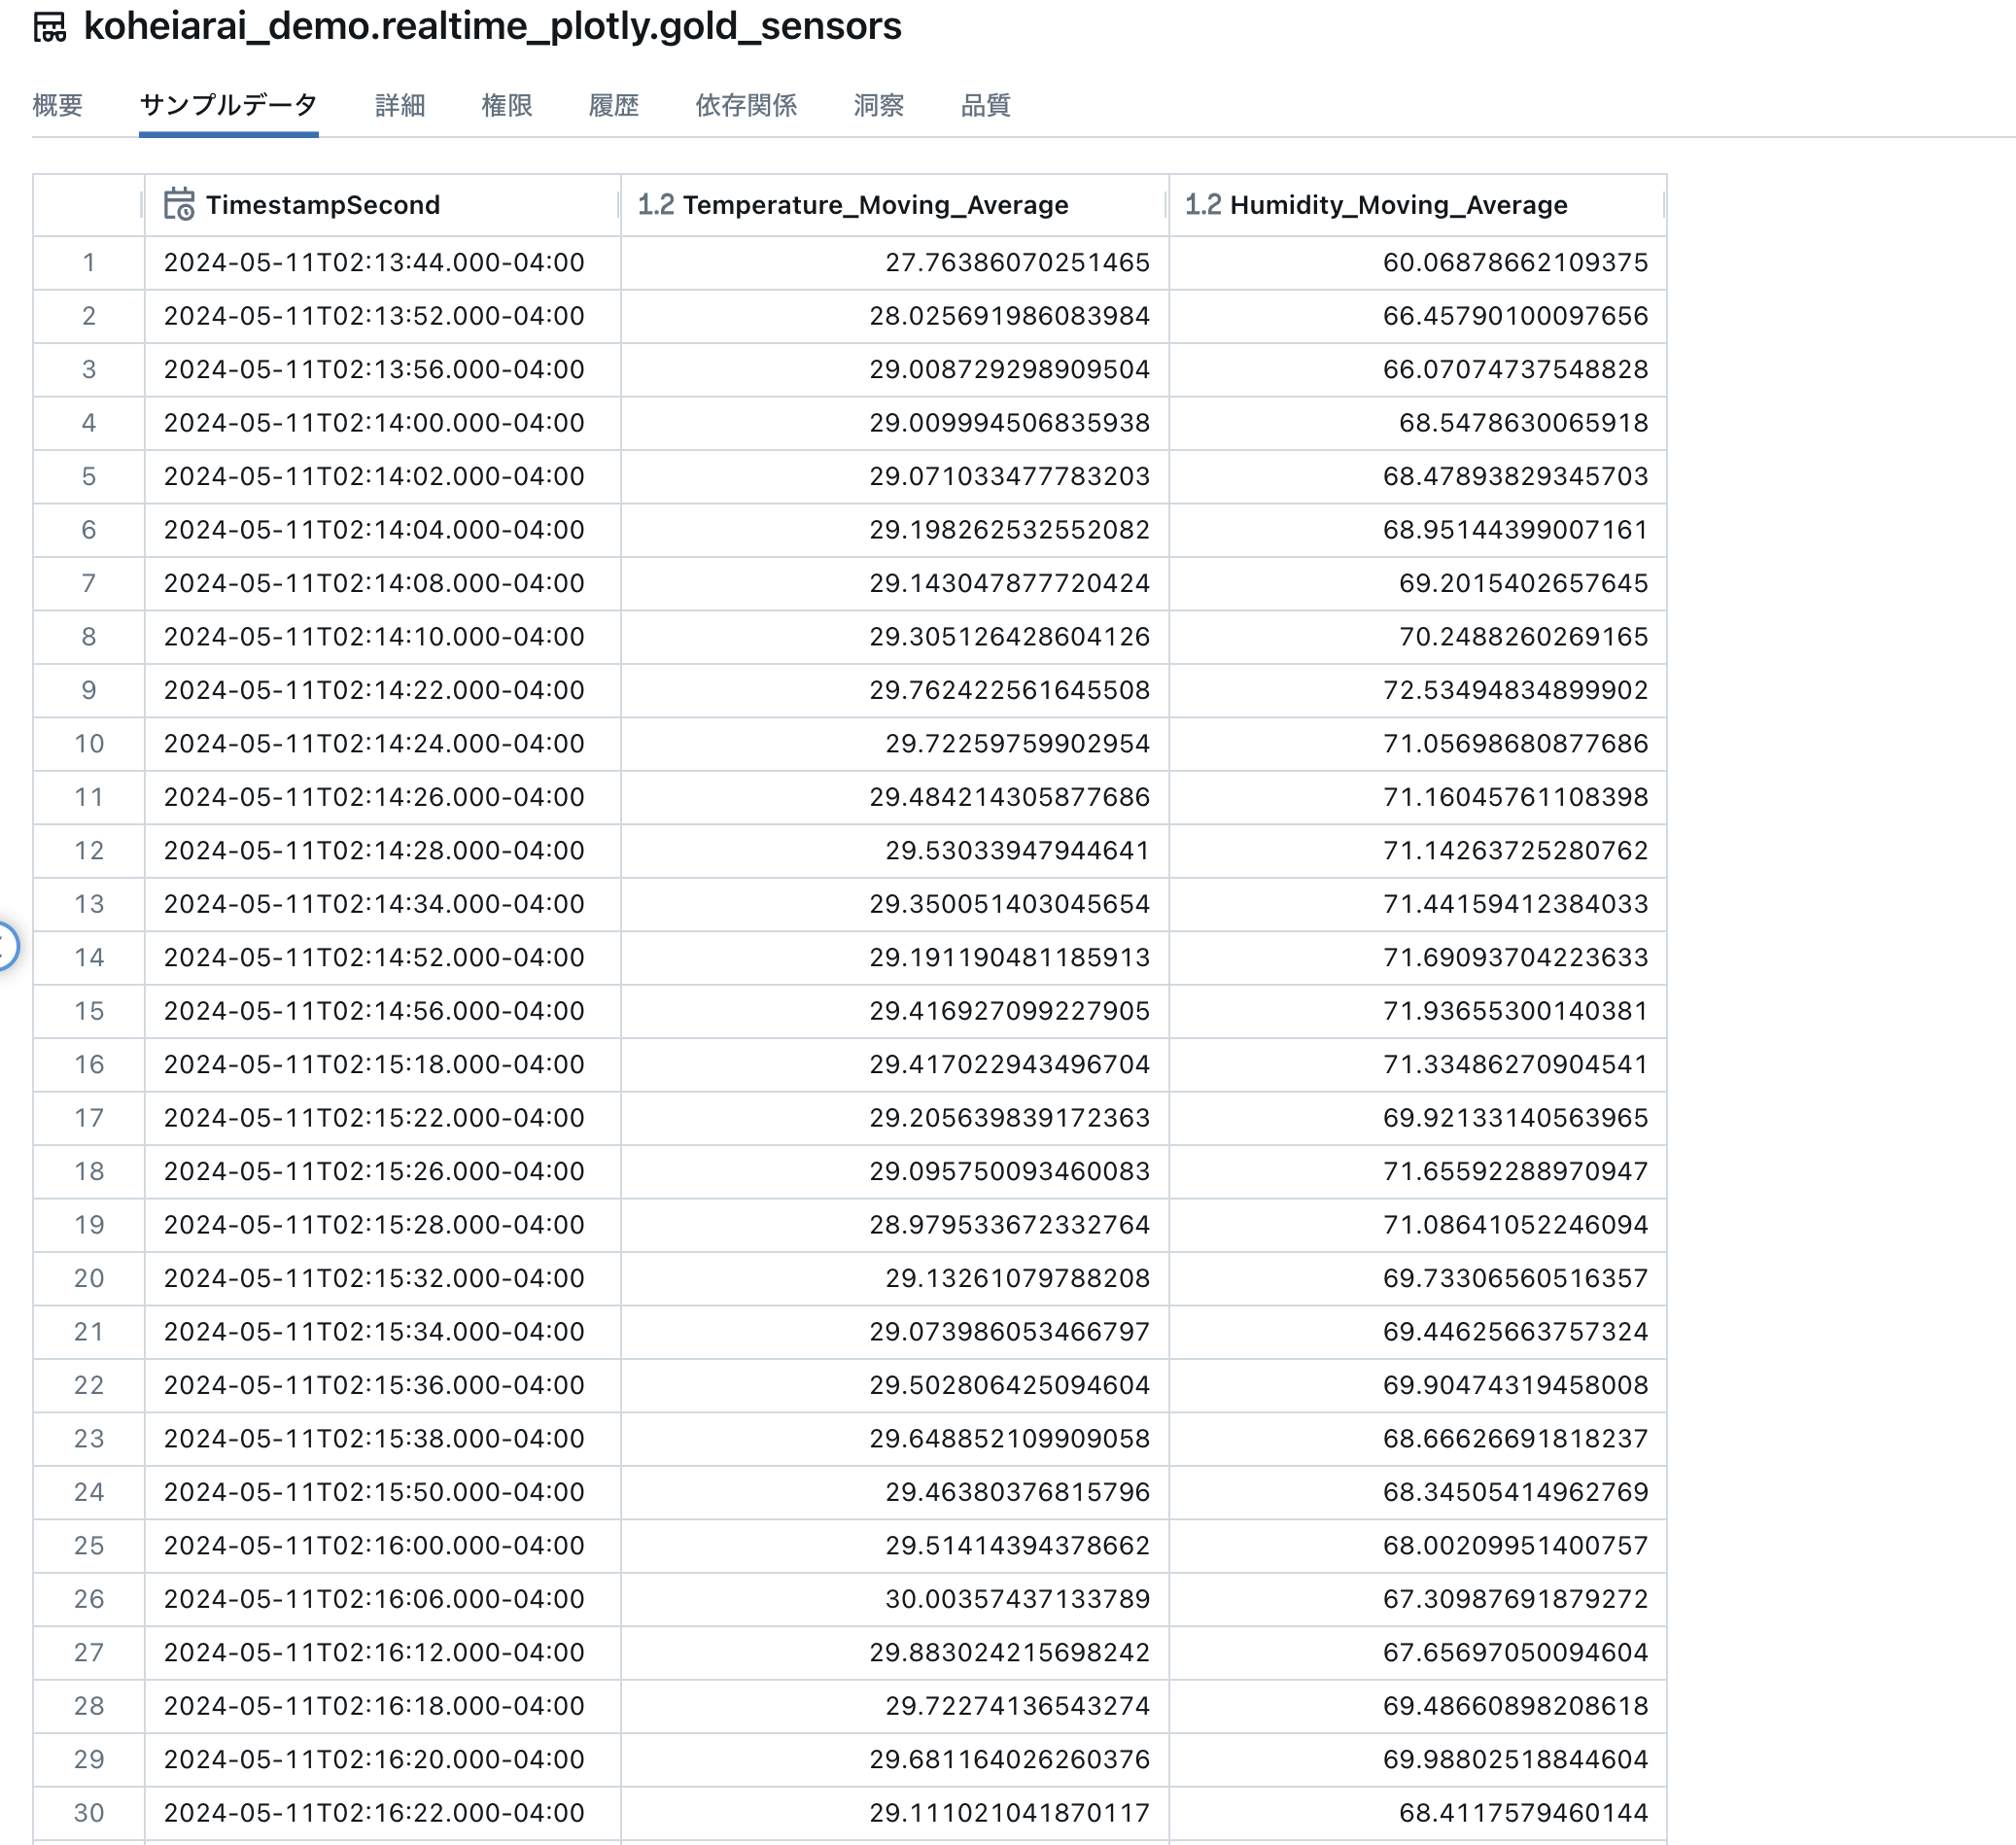 koheiarai_demo.realtime_plotly.gold_sensors
概要 サンプルデータ 詳細 権限 履歴 依存関係 洞察 品質
TimestampSecond 1.2 Temperature_Moving_Average 1.2 Humidity_Moving_Average
1 2024-05-11T02:13:44.000-04:00 27.76386070251465 60.06878662109375
2 2024-05-11T02:13:52.000-04:00 28.025691986083984 66.45790100097656
3 2024-05-11T02:13:56.000-04:00 29.008729298909504 66.07074737548828
4 2024-05-11T02:14:00.000-04:00 29.009994506835938 68.5478630065918
5 2024-05-11T02:14:02.000-04:00 29.071033477783203 68.47893829345703
6 2024-05-11T02:14:04.000-04:00 29.198262532552082 68.95144399007161
7 2024-05-11T02:14:08.000-04:00 29.143047877720424 69.2015402657645
8 2024-05-11T02:14:10.000-04:00 29.305126428604126 70.2488260269165
9 2024-05-11T02:14:22.000-04:00 29.762422561645508 72.53494834899902
10 2024-05-11T02:14:24.000-04:00 29.72259759902954 71.05698680877686
11 2024-05-11T02:14:26.000-04:00 29.484214305877686 71.16045761108398
12 2024-05-11T02:14:28.000-04:00 29.53033947944641 71.14263725280762
13 2024-05-11T02:14:34.000-04:00 29.350051403045654 71.44159412384033
14 2024-05-11T02:14:52.000-04:00 29.191190481185913 71.69093704223633
15 2024-05-11T02:14:56.000-04:00 29.416927099227905 71.93655300140381
16 2024-05-11T02:15:18.000-04:00 29.417022943496704 71.33486270904541
17 2024-05-11T02:15:22.000-04:00 29.205639839172363 69.92133140563965
18 2024-05-11T02:15:26.000-04:00 29.095750093460083 71.65592288970947
19 2024-05-11T02:15:28.000-04:00 28.979533672332764 71.08641052246094
20 2024-05-11T02:15:32.000-04:00 29.13261079788208 69.73306560516357
21 2024-05-11T02:15:34.000-04:00 29.073986053466797 69.44625663757324
22 2024-05-11T02:15:36.000-04:00 29.502806425094604 69.90474319458008
23 2024-05-11T02:15:38.000-04:00 29.648852109909058 68.66626691818237
24 2024-05-11T02:15:50.000-04:00 29.46380376815796 68.34505414962769
25 2024-05-11T02:16:00.000-04:00 29.51414394378662 68.00209951400757
26 2024-05-11T02:16:06.000-04:00 30.00357437133789 67.30987691879272
27 2024-05-11T02:16:12.000-04:00 29.883024215698242 67.65697050094604
28 2024-05-11T02:16:18.000-04:00 29.72274136543274 69.48660898208618
29 2024-05-11T02:16:20.000-04:00 29.681164026260376 69.98802518844604
30 2024-05-11T02:16:22.000-04:00 29.111021041870117 68.4117579460144